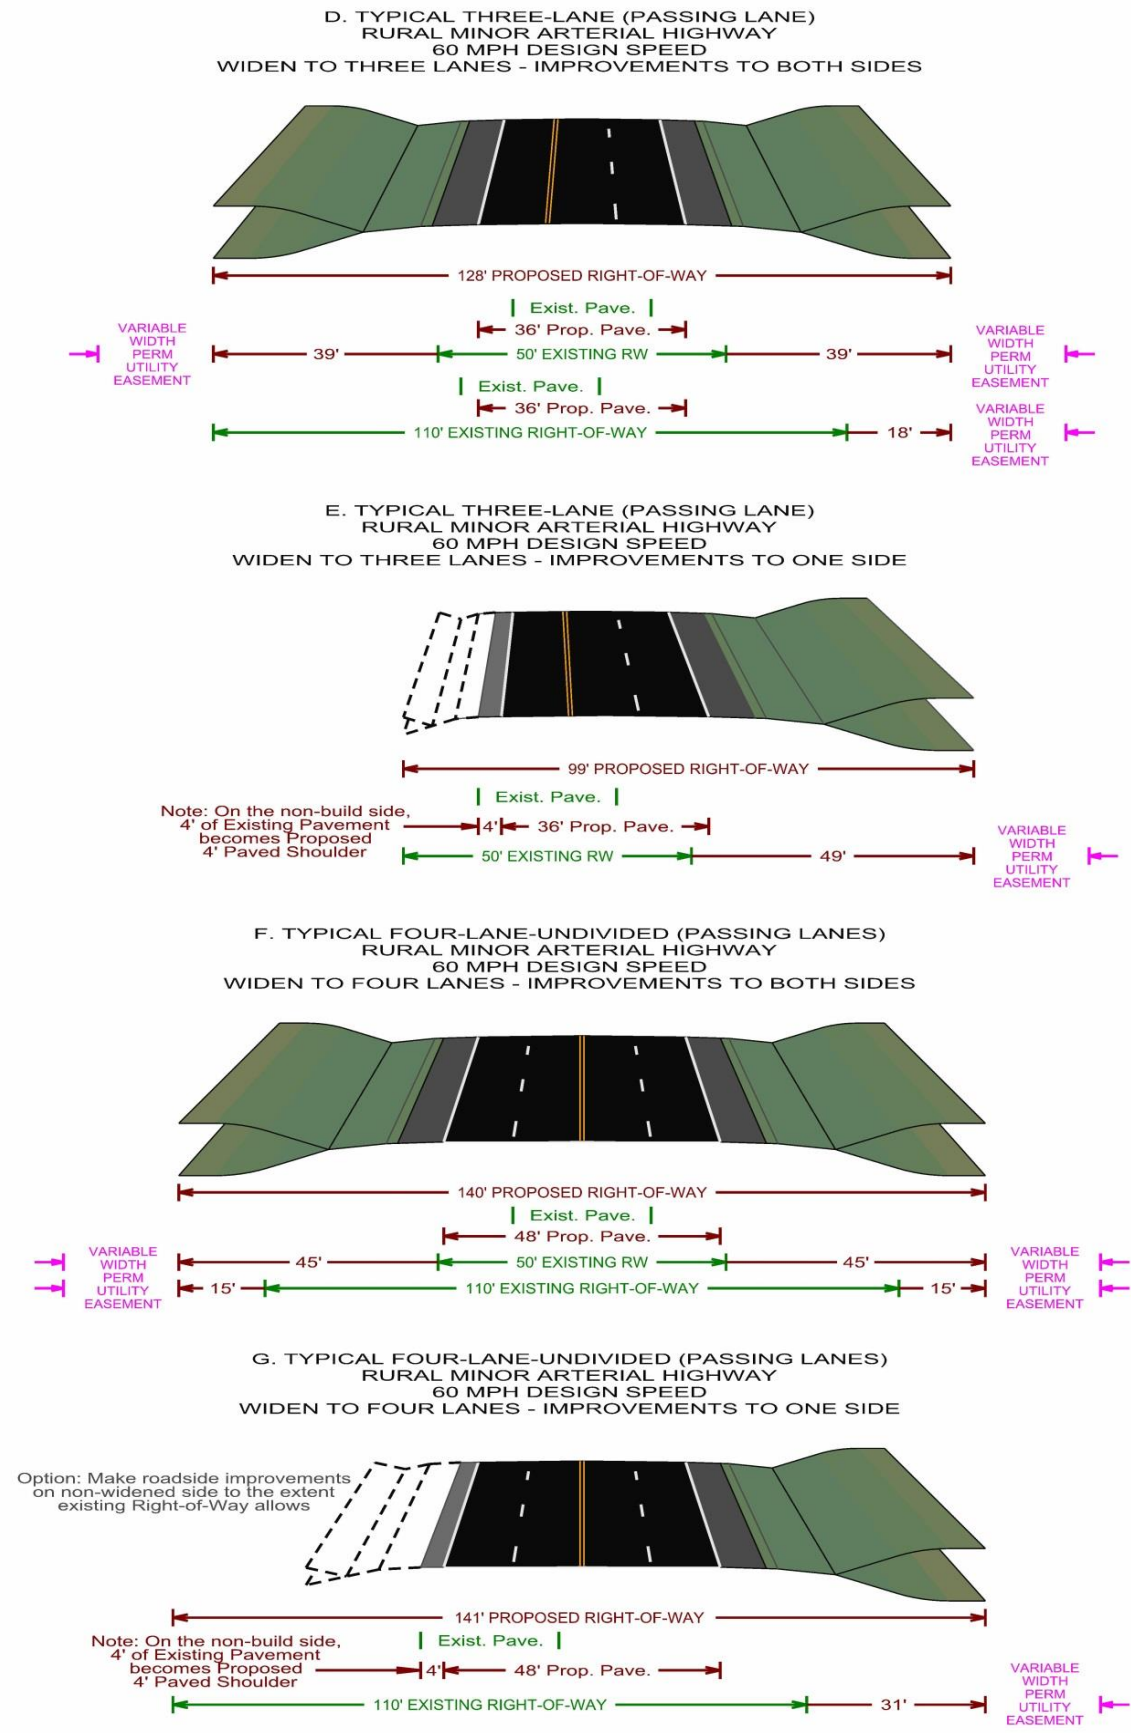 D. TYPICAL THREE-LANE (PASSING LANE)
RURAL MINOR ARTERIAL HIGHWAY
60 MPH DESIGN SPEED
WIDEN TO THREE LANES - IMPROVEMENTS TO BOTH SIDES
128' PROPOSED RIGHT-OF-WAY
Exist. Pave.
36' Prop. Pave.
VARIABLE
WIDTH
PERM
UTILITY
EASEMENT
39'
50' EXISTING RW
39'
VARIABLE
WIDTH
PERM
UTILITY
EASEMENT
Exist. Pave.
36' Prop. Pave.
110' EXISTING RIGHT-OF-WAY
18'
VARIABLE
WIDTH
PERM
UTILITY
EASEMENT
E. TYPICAL THREE-LANE (PASSING LANE)
RURAL MINOR ARTERIAL HIGHWAY
60 MPH DESIGN SPEED
WIDEN TO THREE LANES - IMPROVEMENTS TO ONE SIDE
99' PROPOSED RIGHT-OF-WAY
Exist. Pave.
Note: On the non-build side,
4' of Existing Pavement
becomes Proposed
4' Paved Shoulder
4'
36' Prop. Pave.
50' EXISTING RW
49'
VARIABLE
WIDTH
PERM
UTILITY
EASEMENT
F. TYPICAL FOUR-LANE-UNDIVIDED (PASSING LANES)
RURAL MINOR ARTERIAL HIGHWAY
60 MPH DESIGN SPEED
WIDEN TO FOUR LANES - IMPROVEMENTS TO BOTH SIDES
140' PROPOSED RIGHT-OF-WAY
Exist. Pave.
48' Prop. Pave.
VARIABLE
WIDTH
PERM
UTILITY
EASEMENT
45'
50' EXISTING RW
45'
15'
110' EXISTING RIGHT-OF-WAY
15'
VARIABLE
WIDTH
PERM
UTILITY
EASEMENT
G. TYPICAL FOUR-LANE-UNDIVIDED (PASSING LANES)
RURAL MINOR ARTERIAL HIGHWAY
60 MPH DESIGN SPEED
WIDEN TO FOUR LANES - IMPROVEMENTS TO ONE SIDE
Option: Make roadside improvements
on non-widened side to the extent
existing Right-of-Way allows
141' PROPOSED RIGHT-OF-WAY
Exist. Pave.
Note: On the non-build side,
4' of Existing Pavement
becomes Proposed
4' Paved Shoulder
4'
48' Prop. Pave.
110' EXISTING RIGHT-OF-WAY
31'
VARIABLE
WIDTH
PERM
UTILITY
EASEMENT